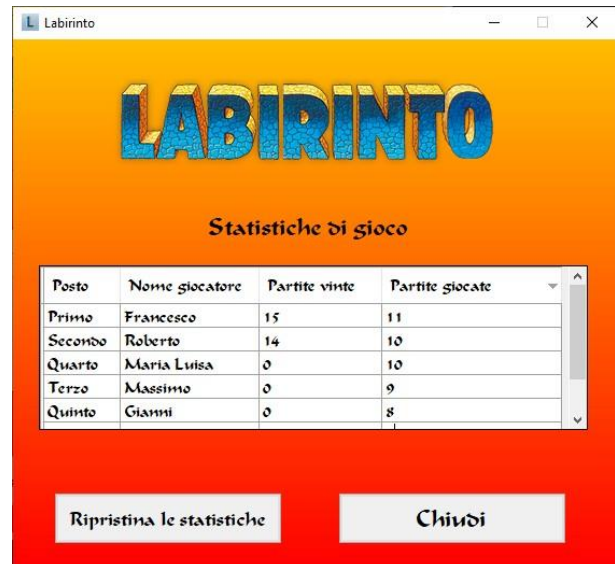 Labirinto
LABIRINTO
Statistiche di gioco
Posto Nome giocatore Partite vinte Partite giocate
Primo Francesco 15 11
Secondo Roberto 14 10
Quarto Maria Luisa 0 10
Terzo Massimo 0 9
Quinto Gianni 0 8
Ripristina le statistiche Chiudi